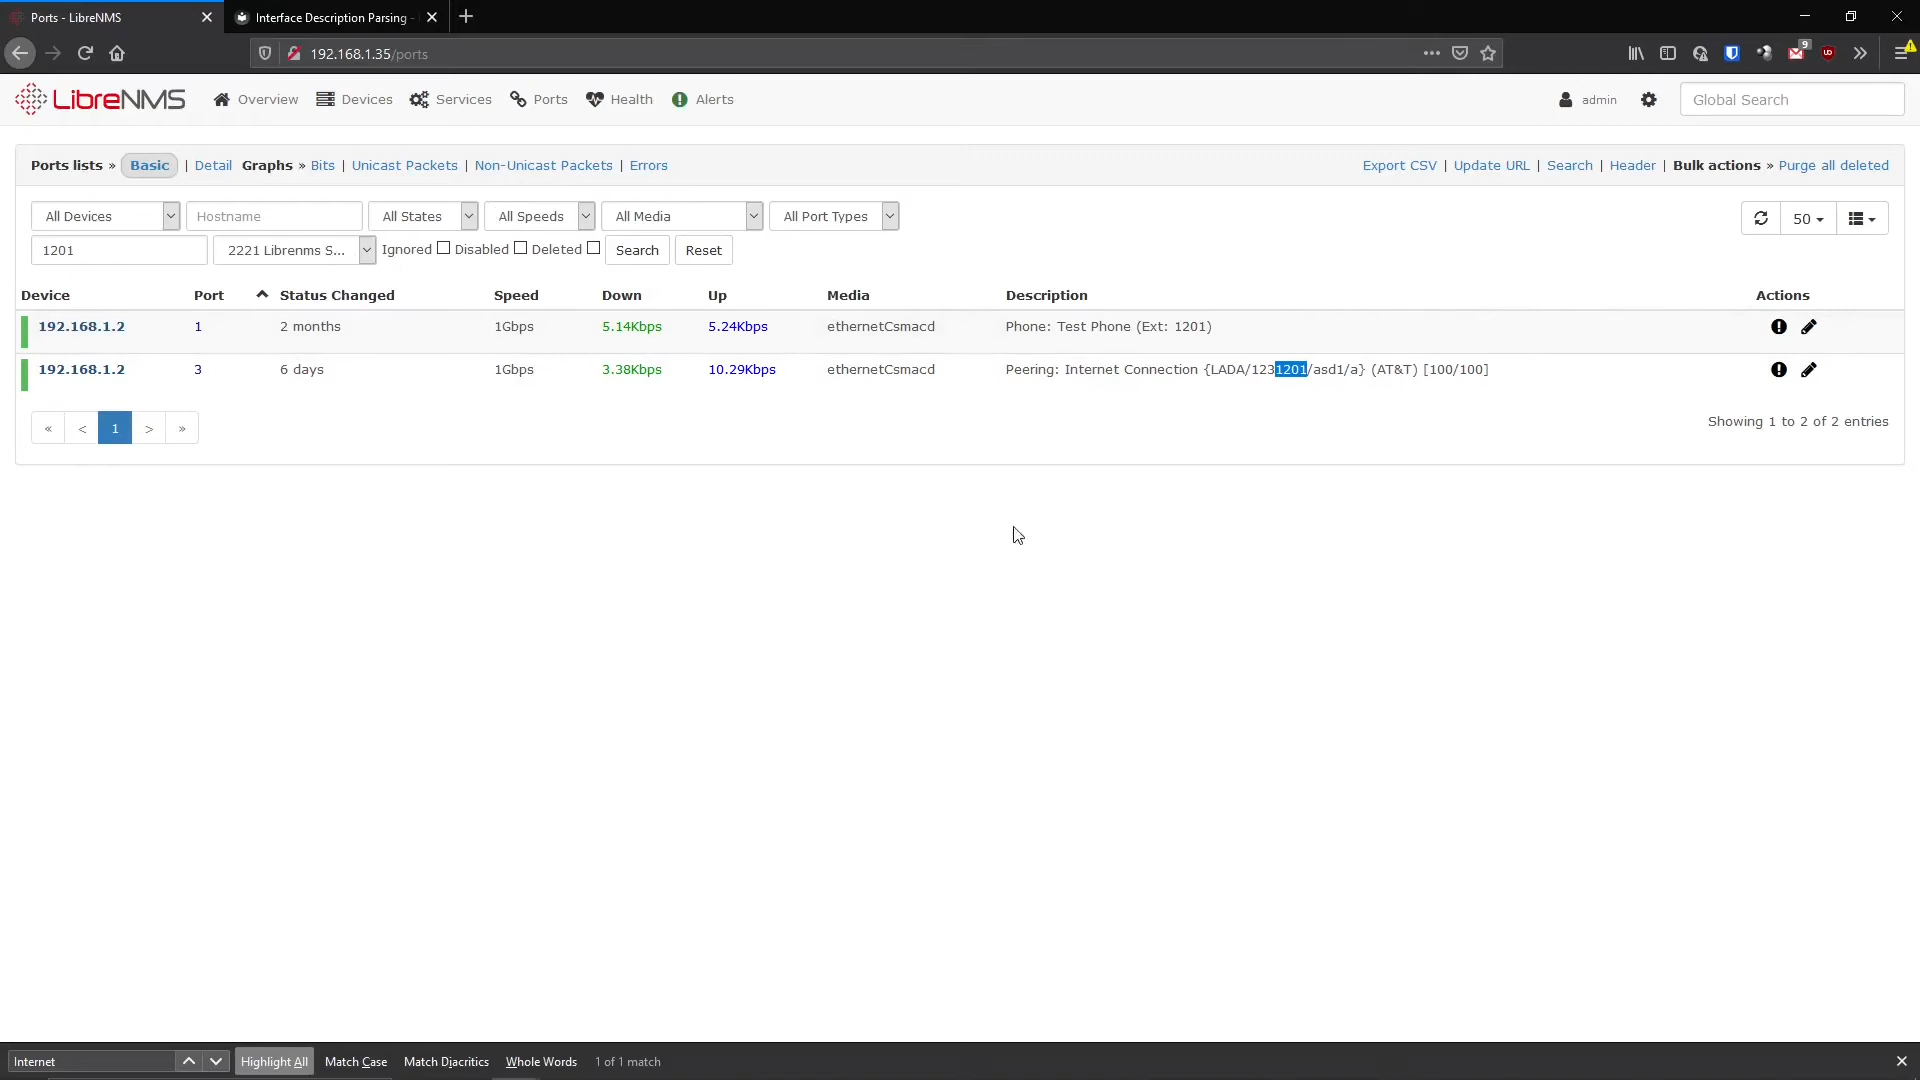 Ports - LibreNMS
Interface Description Parsing -
192.168.1.35/ports
9
LibreNMS
Overview
Devices
Services
Ports
Health
Alerts
admin
Global Search
Ports lists » Basic | Detail Graphs » Bits | Unicast Packets | Non-Unicast Packets | Errors
Export CSV | Update URL | Search | Header | Bulk actions » Purge all deleted
All Devices
Hostname
All States
All Speeds
All Media
All Port Types
50
1201
2221 Librenms S...
Ignored
Disabled
Deleted
Search
Reset
Device Port Status Changed Speed Down Up Media Description Actions
192.168.1.2 1 2 months 1Gbps 5.14Kbps 5.24Kbps ethernetCsmacd Phone: Test Phone (Ext: 1201)
192.168.1.2 3 6 days 1Gbps 3.38Kbps 10.29Kbps ethernetCsmacd Peering: Internet Connection {LADA/1231201/asd1/a} (AT&T) [100/100]
« < 1 > »
Showing 1 to 2 of 2 entries
Internet
Highlight All
Match Case
Match Diacritics
Whole Words
1 of 1 match